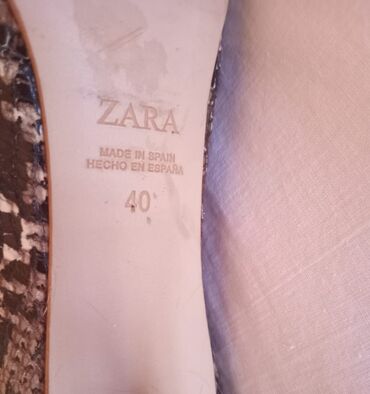 ZARA
MADE IN SPAIN
HECHO EN ESPAÑA
40